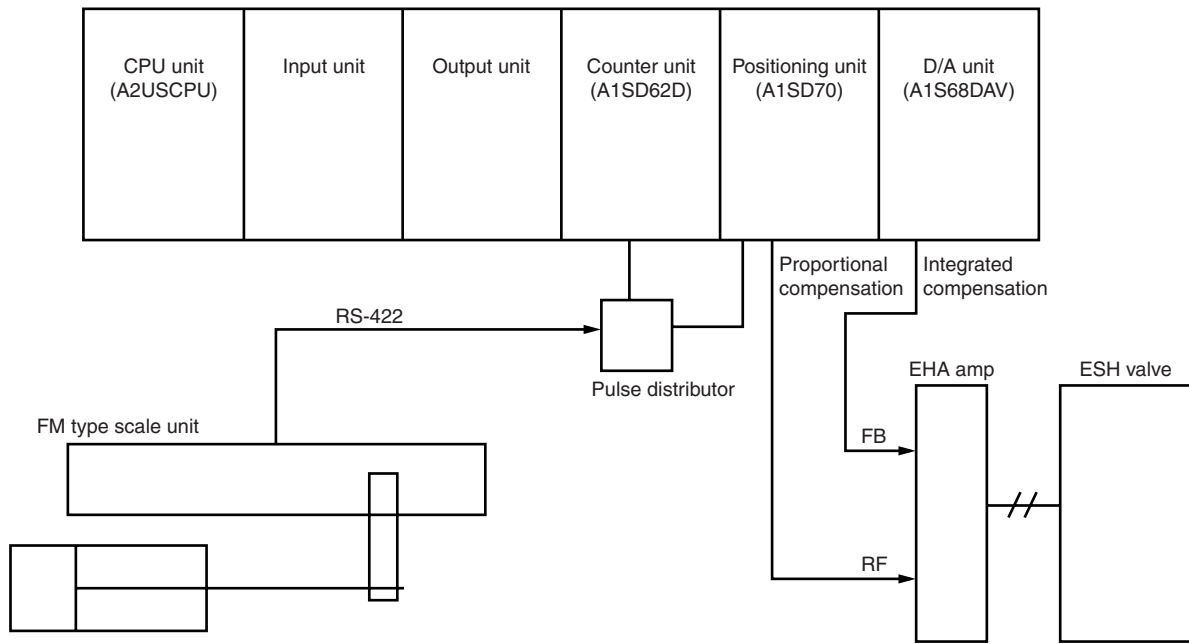 CPU unit
(A2USCPU)
Input unit
Output unit
Counter unit
(A1SD62D)
Positioning unit
(A1SD70)
D/A unit
(A1S68DAV)
Proportional
compensation
Integrated
compensation
RS-422
Pulse distributor
EHA amp
ESH valve
FM type scale unit
FB
RF